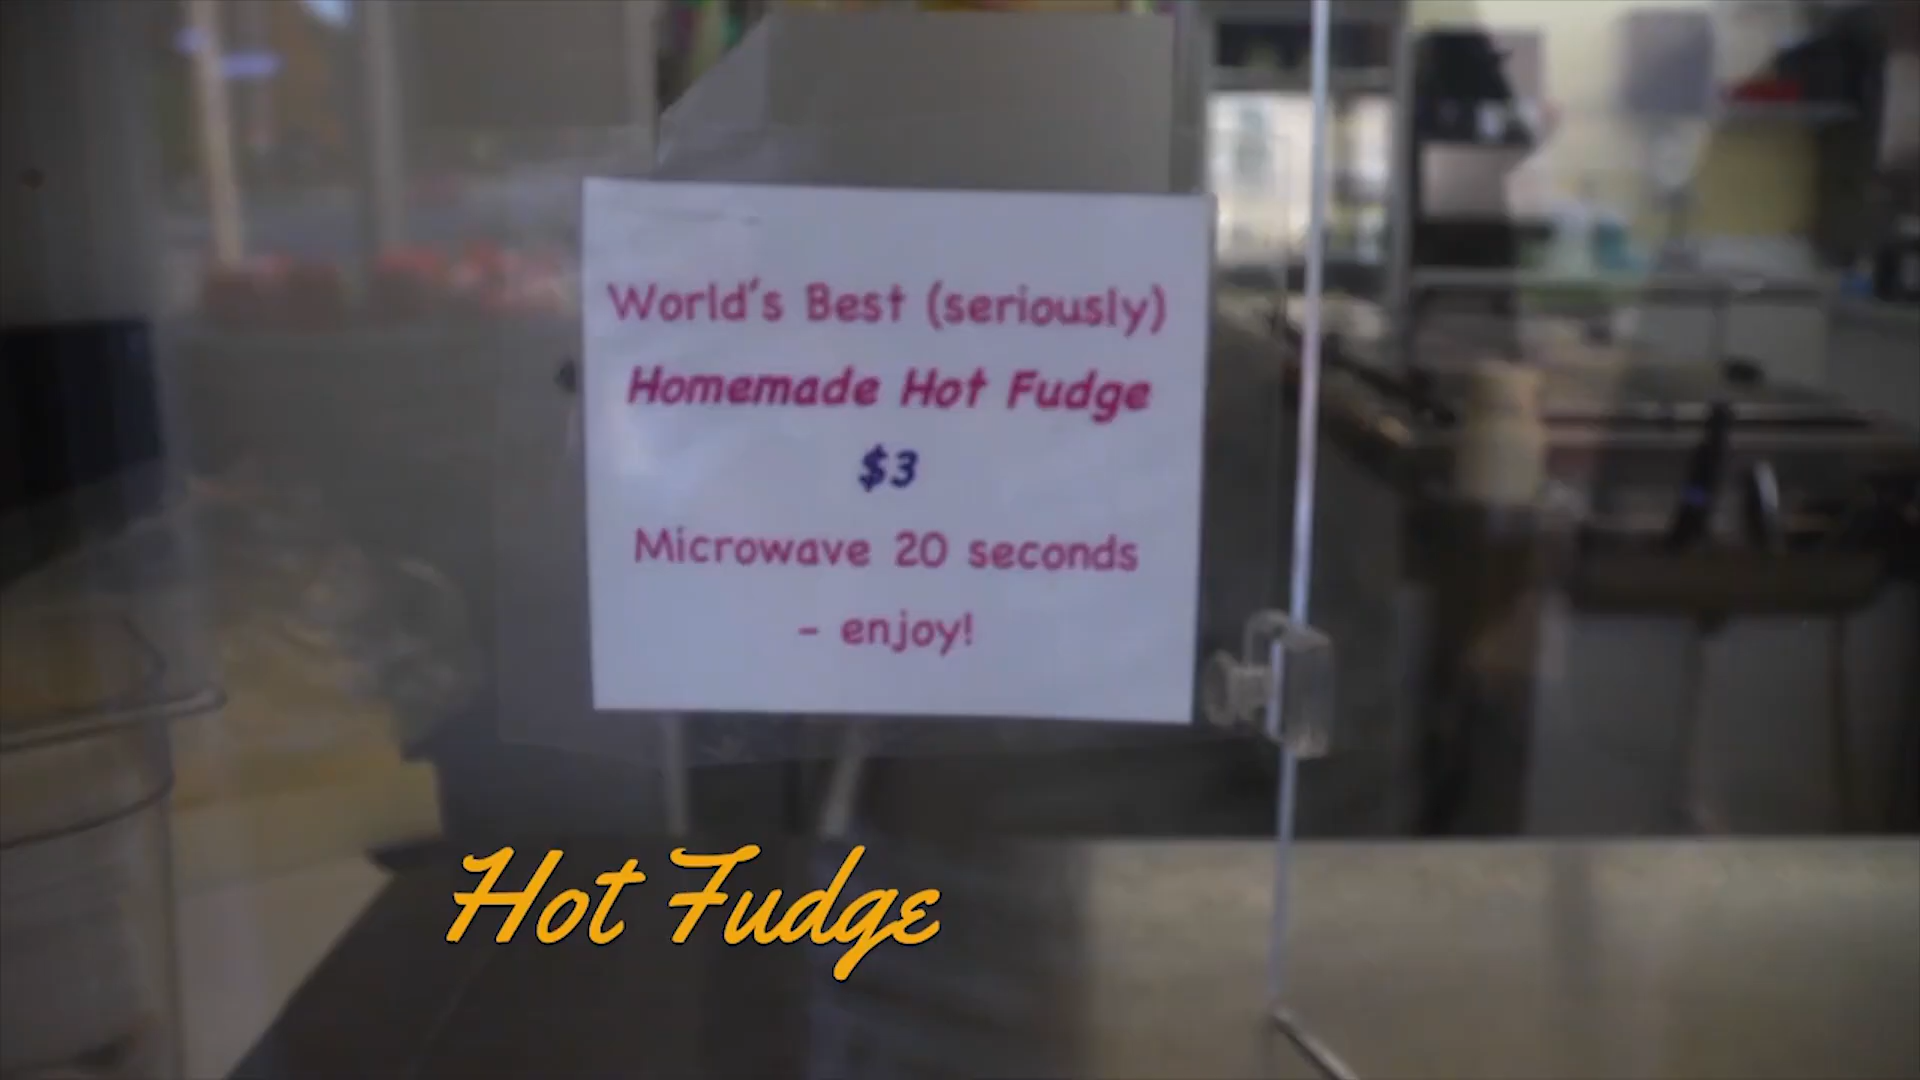 World's Best (seriously)
Homemade Hot Fudge
$3
Microwave 20 seconds
- enjoy!
Hot Fudge